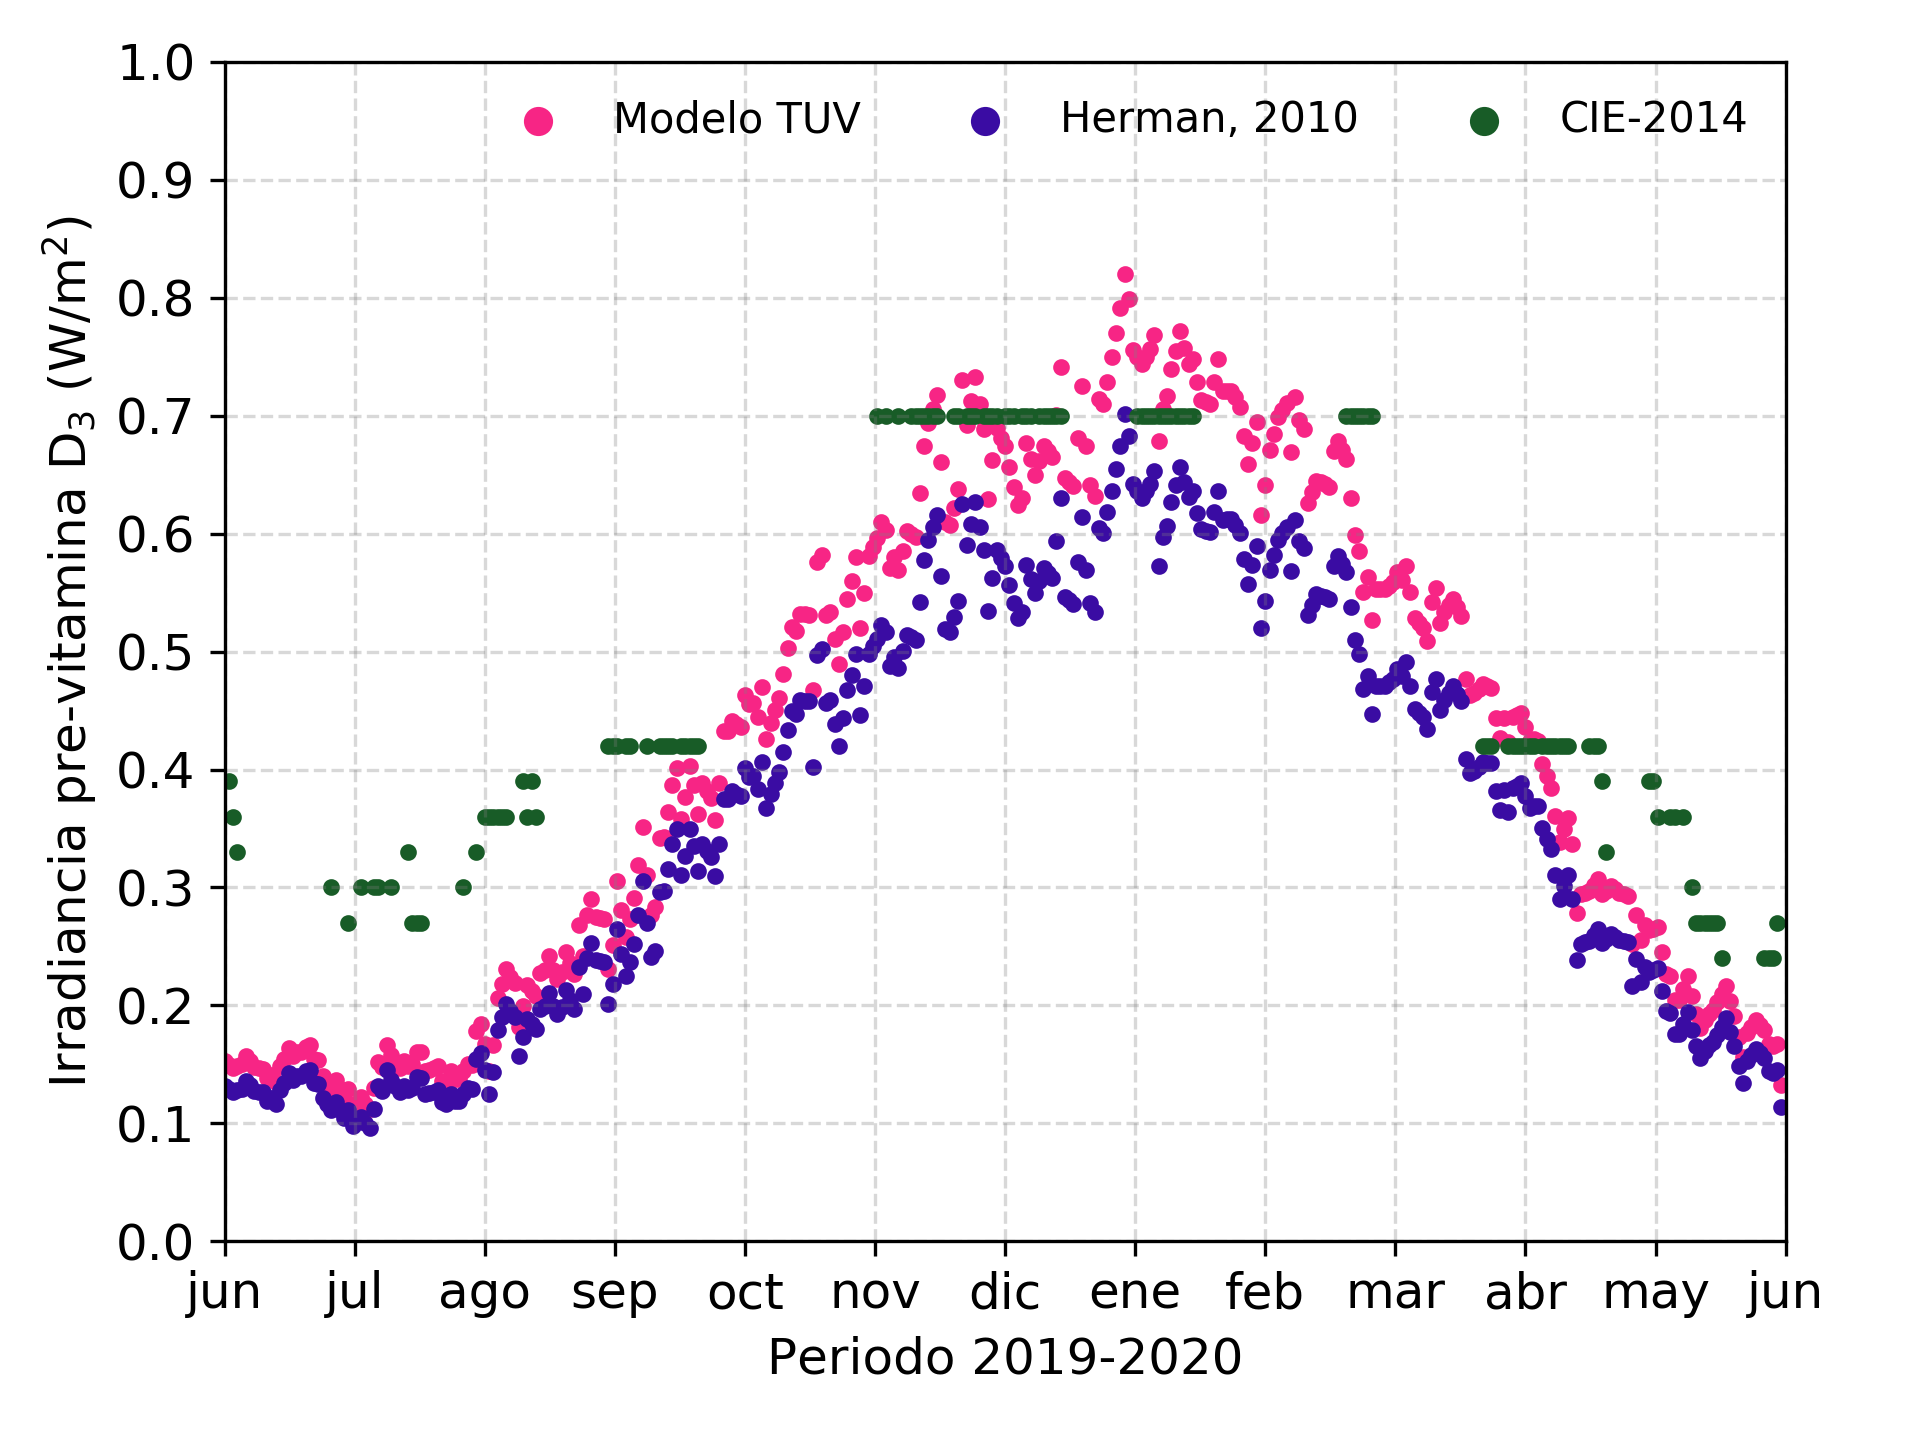 Modelo TUV Herman, 2010 CIE-2014
Irradiancia pre-vitamina D₃ (W/m²)
1.0
0.9
0.8
0.7
0.6
0.5
0.4
0.3
0.2
0.1
0.0
jun jul ago sep oct nov dic ene feb mar abr may jun
Periodo 2019-2020